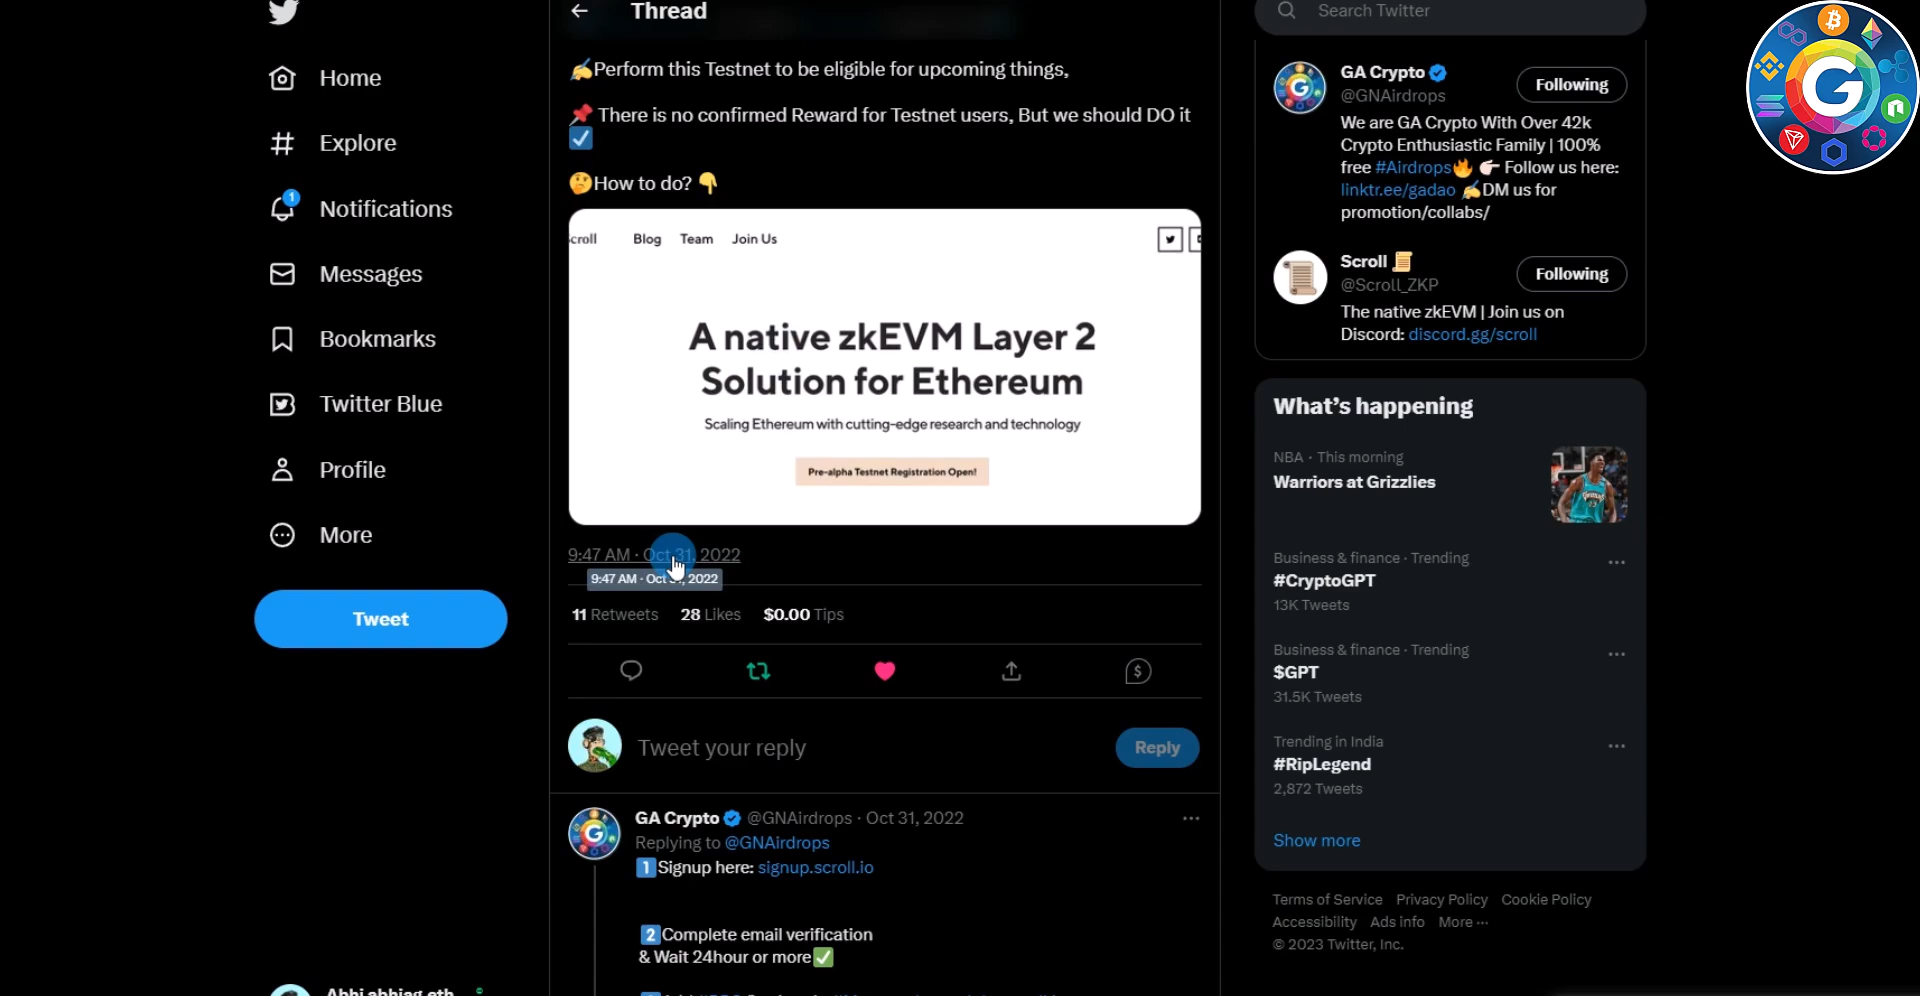 Home
Explore
1
Notifications
Messages
Bookmarks
Twitter Blue
Profile
More
Tweet
Thread
✍️Perform this Testnet to be eligible for upcoming things,
📌 There is no confirmed Reward for Testnet users, But we should DO it
☑️
🤔How to do? 👇
Scroll Blog Team Join Us
A native zkEVM Layer 2
Solution for Ethereum
Scaling Ethereum with cutting-edge research and technology
Pre-alpha Testnet Registration Open!
9:47 AM · Oct 31, 2022
9:47 AM · Oct 31, 2022
11 Retweets 28 Likes $0.00 Tips
Tweet your reply
Reply
GA Crypto @GNAirdrops · Oct 31, 2022
Replying to @GNAirdrops
1️⃣Signup here: signup.scroll.io
2️⃣Complete email verification
& Wait 24hour or more✅
Search Twitter
GA Crypto
@GNAirdrops
Following
We are GA Crypto With Over 42k
Crypto Enthusiastic Family | 100%
free #Airdrops🔥 👉 Follow us here:
linktr.ee/gadao ✍️DM us for
promotion/collabs/
Scroll 📜
@Scroll_ZKP
Following
The native zkEVM | Join us on
Discord: discord.gg/scroll
What's happening
NBA · This morning
Warriors at Grizzlies
Business & finance · Trending
#CryptoGPT
13K Tweets
Business & finance · Trending
$GPT
31.5K Tweets
Trending in India
#RipLegend
2,872 Tweets
Show more
Terms of Service Privacy Policy Cookie Policy
Accessibility Ads info More ···
© 2023 Twitter, Inc.
G